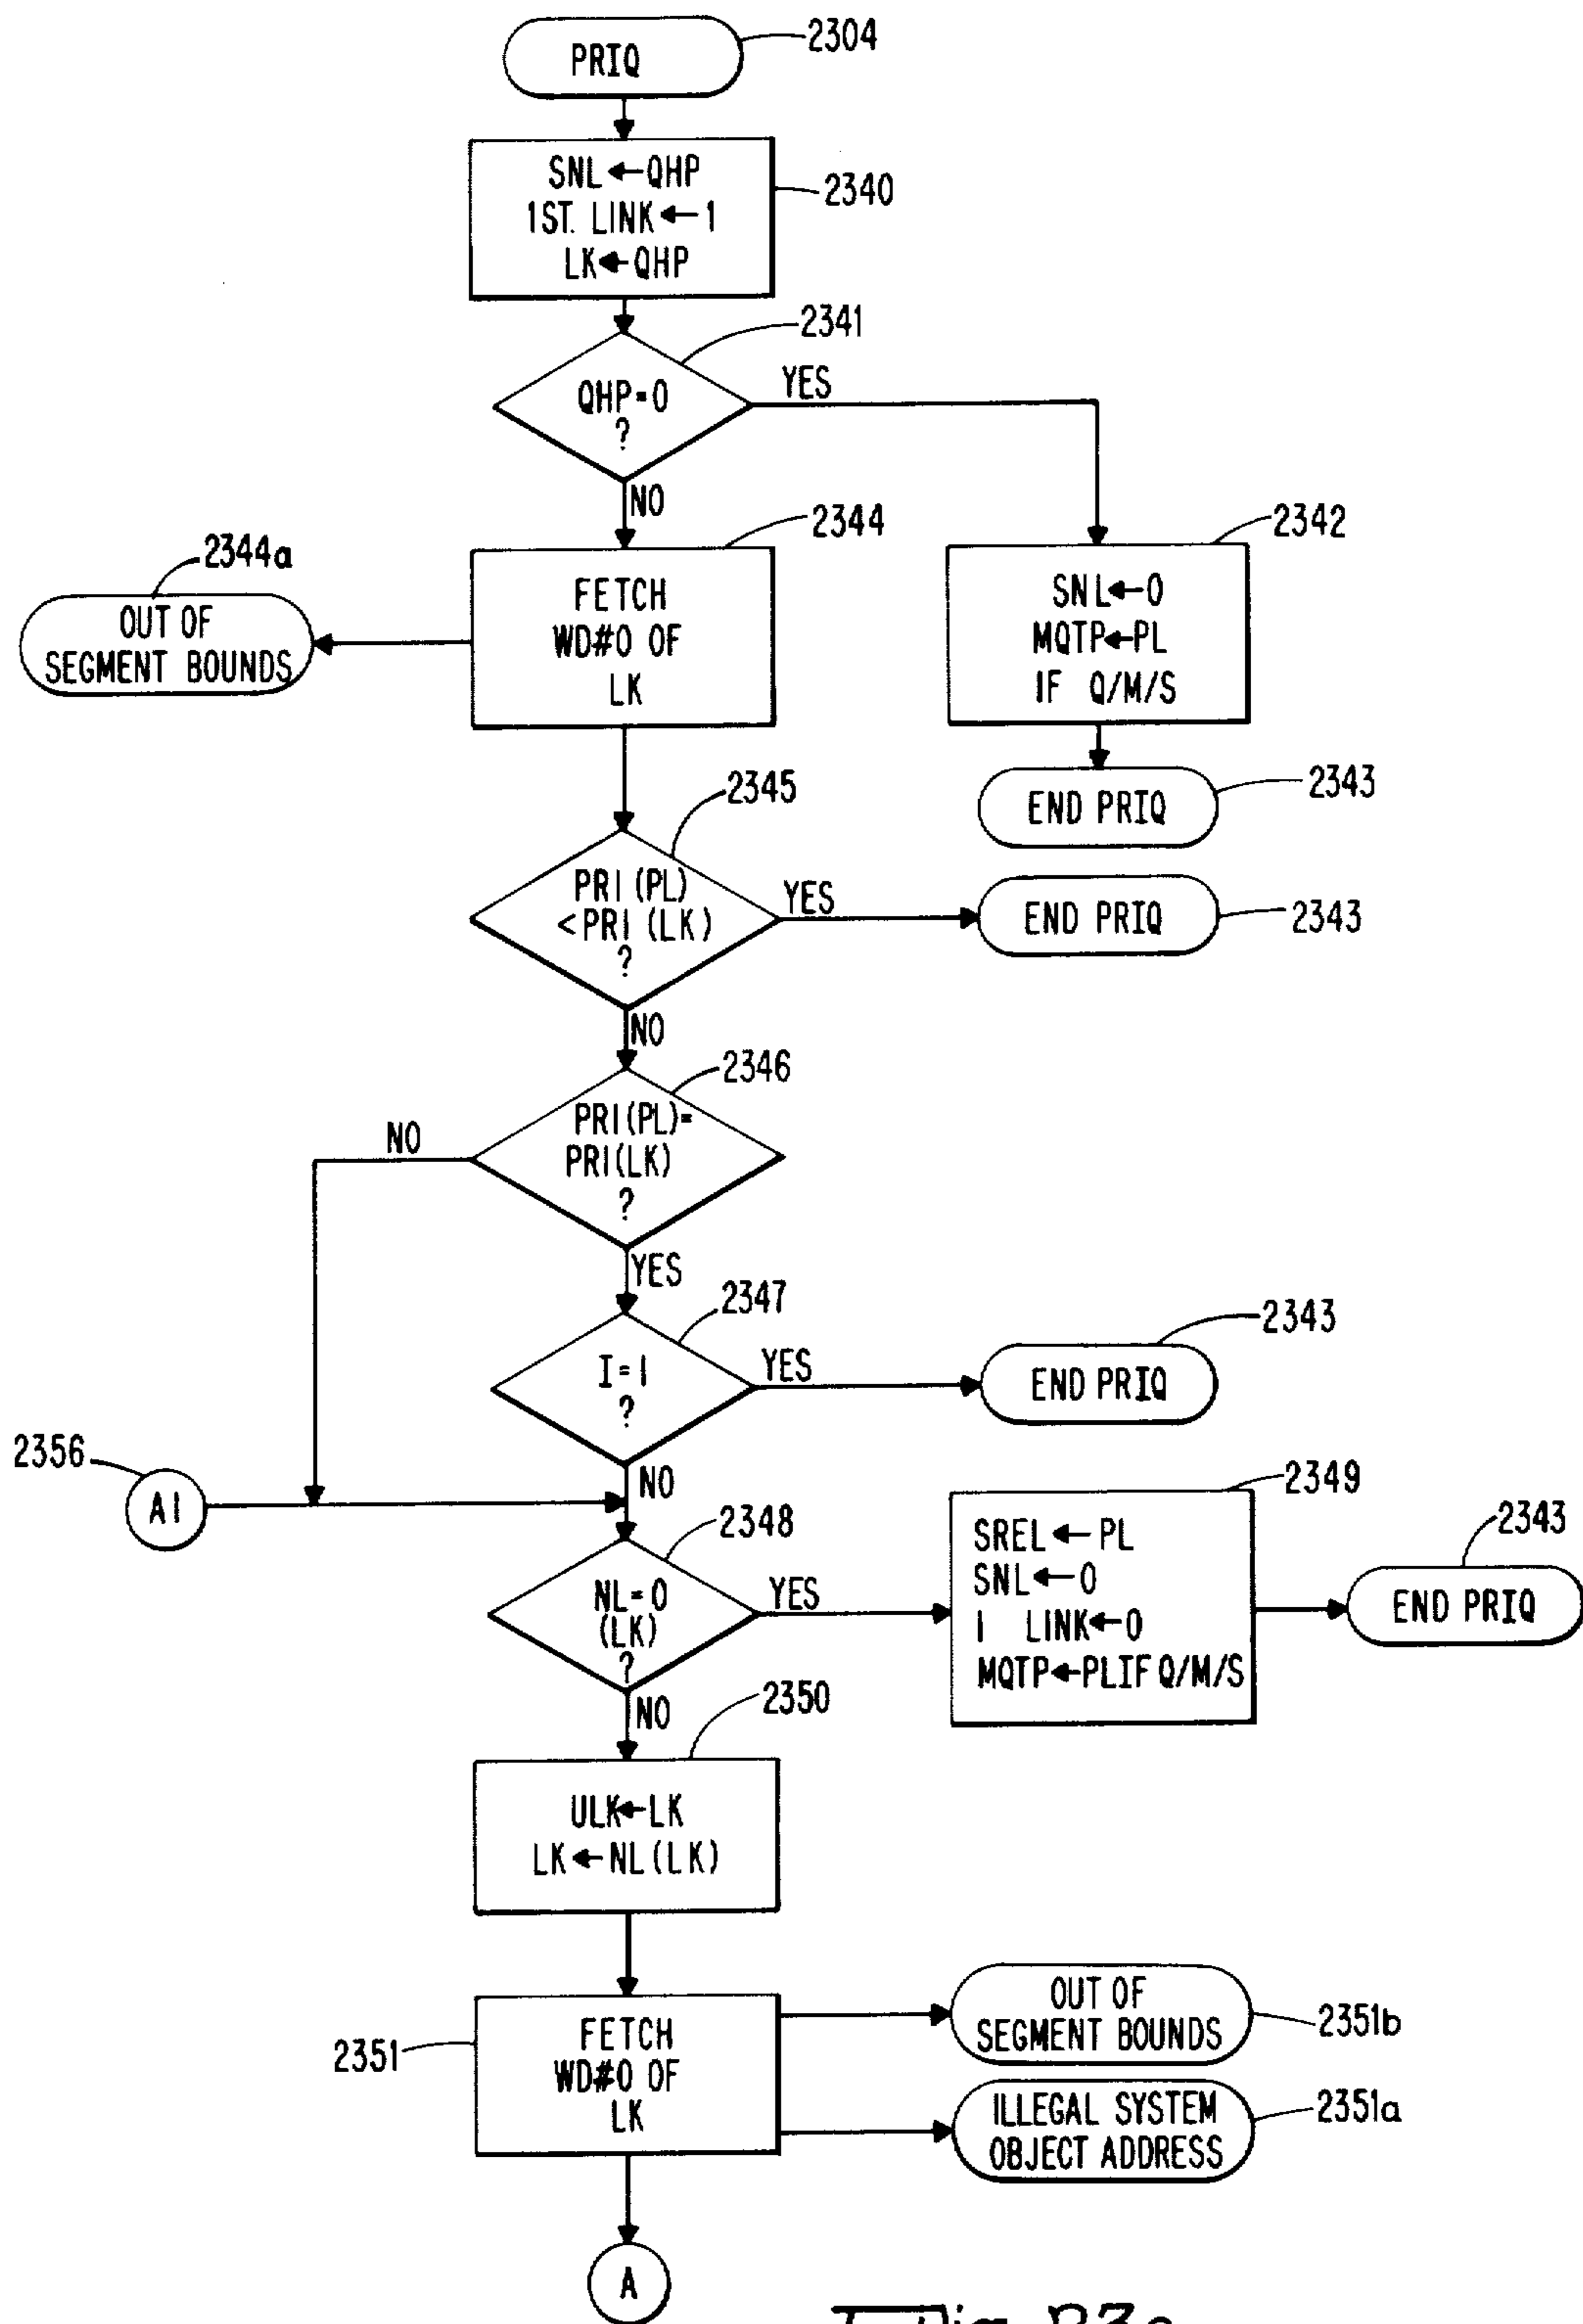 PRIQ
2304
SNL←QHP
1ST. LINK←1
LK←QHP
2340
2341
QHP=0
?
YES
NO
2344
2342
2344a
OUT OF
SEGMENT BOUNDS
FETCH
WD#0 OF
LK
SNL←0
MQTP←PL
IF Q/M/S
2345
END PRIQ
2343
PRI (PL)
<PRI (LK)
?
YES
END PRIQ
2343
NO
2346
NO
PRI(PL)=
PRI(LK)
?
YES
2347
I=1
?
YES
END PRIQ
2343
2356
A1
NO
2348
2349
NL=0
(LK)
?
YES
SREL←PL
SNL←0
1 LINK←0
MQTP←PLIF Q/M/S
END PRIQ
2343
NO
2350
ULK←LK
LK←NL(LK)
2351
FETCH
WD#0 OF
LK
OUT OF
SEGMENT BOUNDS
2351b
ILLEGAL SYSTEM
OBJECT ADDRESS
2351a
A